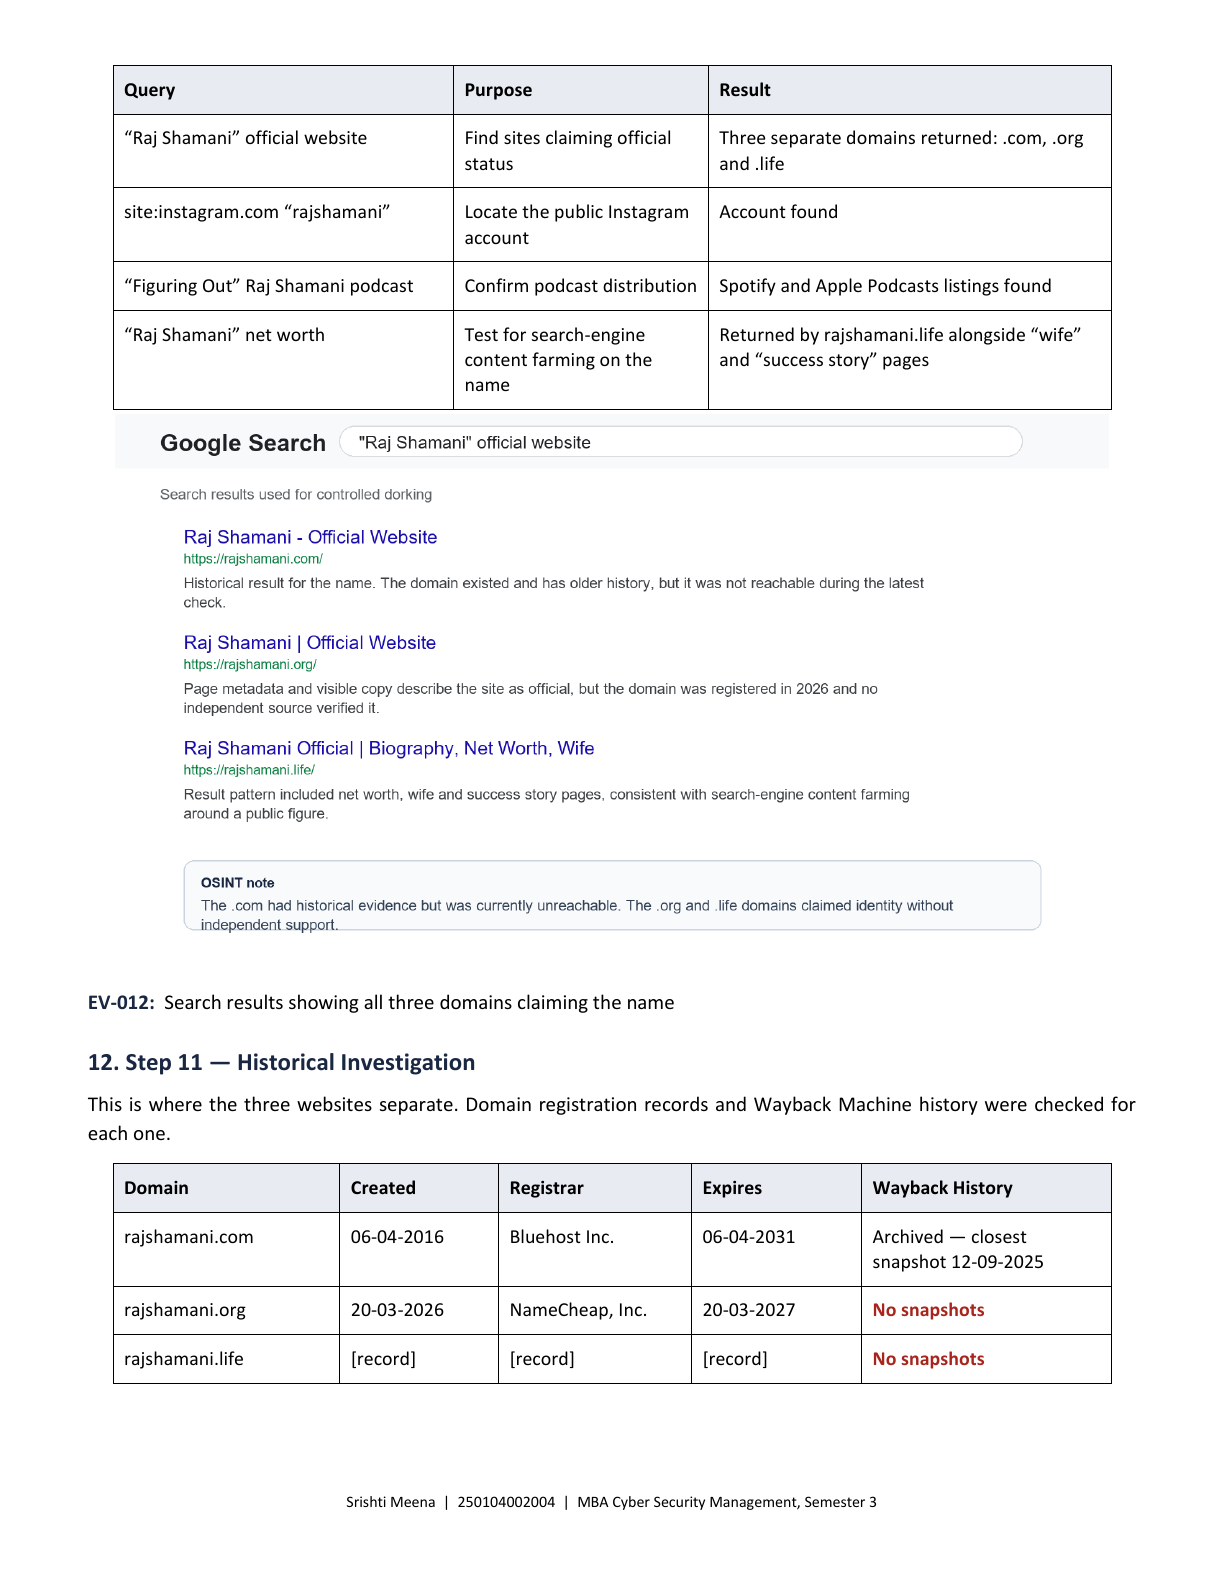 Query Purpose Result
“Raj Shamani” official website Find sites claiming official Three separate domains returned: .com, .org
status and .life
site:instagram.com “rajshamani” Locate the public Instagram Account found
account
“Figuring Out” Raj Shamani podcast Confirm podcast distribution Spotify and Apple Podcasts listings found
“Raj Shamani” net worth Test for search-engine Returned by rajshamani.life alongside “wife”
content farming on the and “success story” pages
name
Google Search "Raj Shamani" official website
Search results used for controlled dorking
Raj Shamani - Official Website
https://rajshamani.com/
Historical result for the name. The domain existed and has older history, but it was not reachable during the latest
check.
Raj Shamani | Official Website
https://rajshamani.org/
Page metadata and visible copy describe the site as official, but the domain was registered in 2026 and no
independent source verified it.
Raj Shamani Official | Biography, Net Worth, Wife
https://rajshamani.life/
Result pattern included net worth, wife and success story pages, consistent with search-engine content farming
around a public figure.
OSINT note
The .com had historical evidence but was currently unreachable. The .org and .life domains claimed identity without
independent support.
EV-012: Search results showing all three domains claiming the name
12. Step 11 — Historical Investigation
This is where the three websites separate. Domain registration records and Wayback Machine history were checked for
each one.
Domain Created Registrar Expires Wayback History
rajshamani.com 06-04-2016 Bluehost Inc. 06-04-2031 Archived — closest
snapshot 12-09-2025
rajshamani.org 20-03-2026 NameCheap, Inc. 20-03-2027 No snapshots
rajshamani.life [record] [record] [record] No snapshots
Srishti Meena | 250104002004 | MBA Cyber Security Management, Semester 3